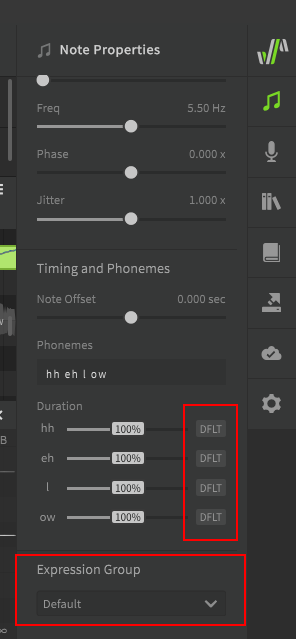 Note Properties
Freq 5.50 Hz
Phase 0.000 x
Jitter 1.000 x
Timing and Phonemes
Note Offset 0.000 sec
Phonemes
hh eh l ow
Duration
hh 100% DFLT
eh 100% DFLT
l 100% DFLT
ow 100% DFLT
Expression Group
Default
B